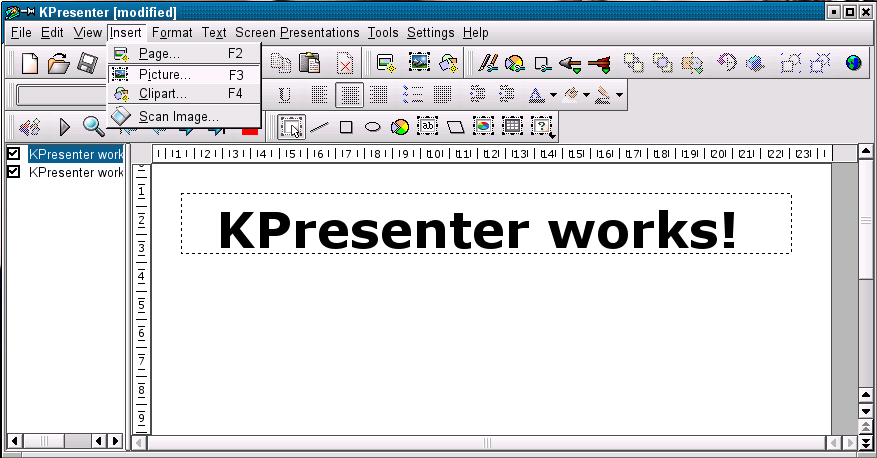 KPresenter [modified]
File Edit View Insert Format Text Screen Presentations Tools Settings Help
Page... F2
Picture... F3
Clipart... F4
Scan Image...
KPresenter work
KPresenter work
1 2 3 4 5 6 7 8 9 10 11 12 13 14 15 16 17 18 19 20 21 22 23
1
2
3
4
5
6
7
8
9
KPresenter works!